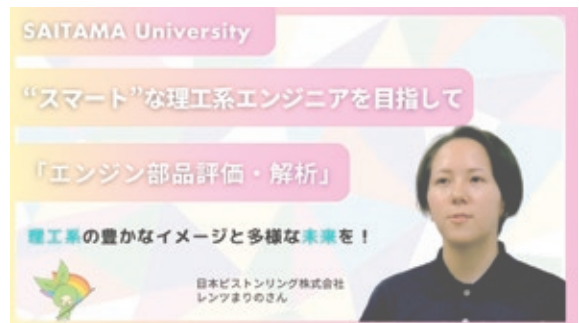 SAITAMA University
“スマート”な理工系エンジニアを目指して
「エンジン部品評価・解析」
理工系の豊かなイメージと多様な未来を！
日本ピストンリング株式会社
レンツまりのさん